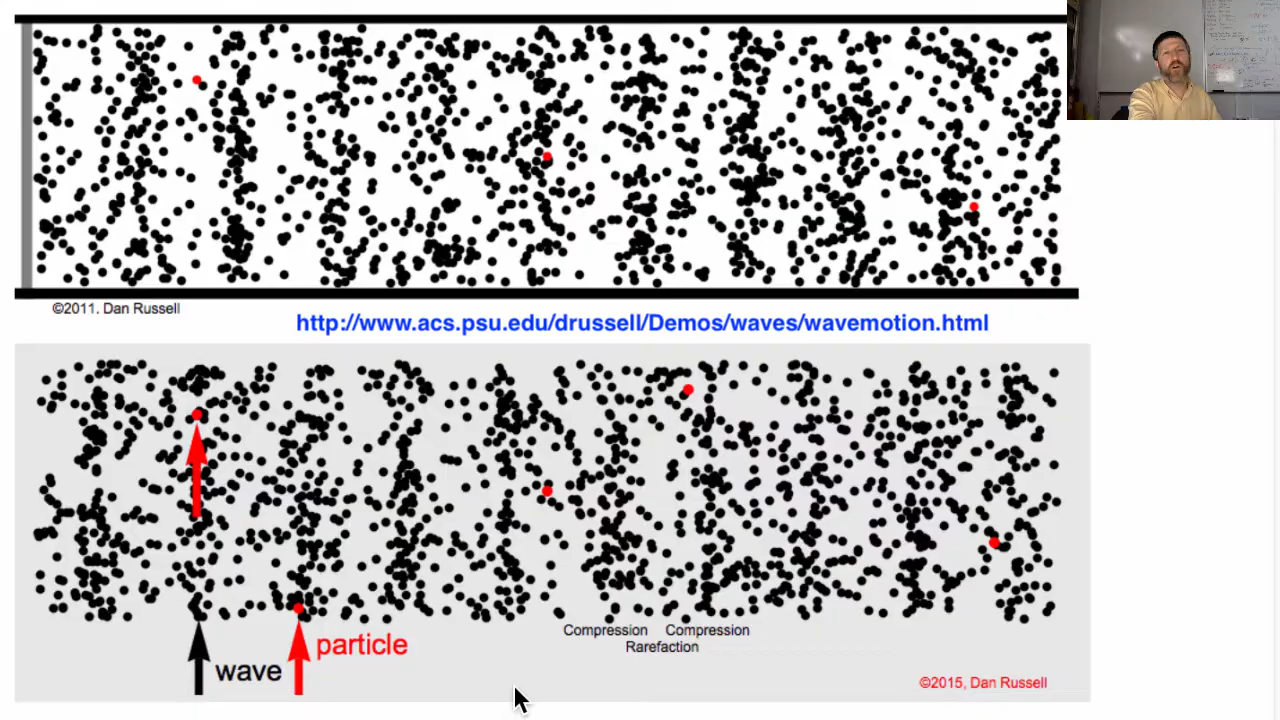 ©2011. Dan Russell
http://www.acs.psu.edu/drussell/Demos/waves/wavemotion.html
Compression Compression
Rarefaction
particle
wave
©2015, Dan Russell